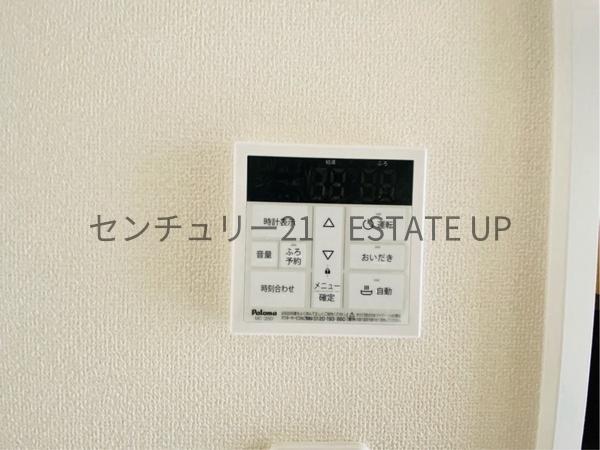 給湯 ふろ
時計表示 運転
センチュリー21 ESTATE UP
音量 ふろ予約 おいだき
時刻合わせ メニュー 確定 自動
Paloma